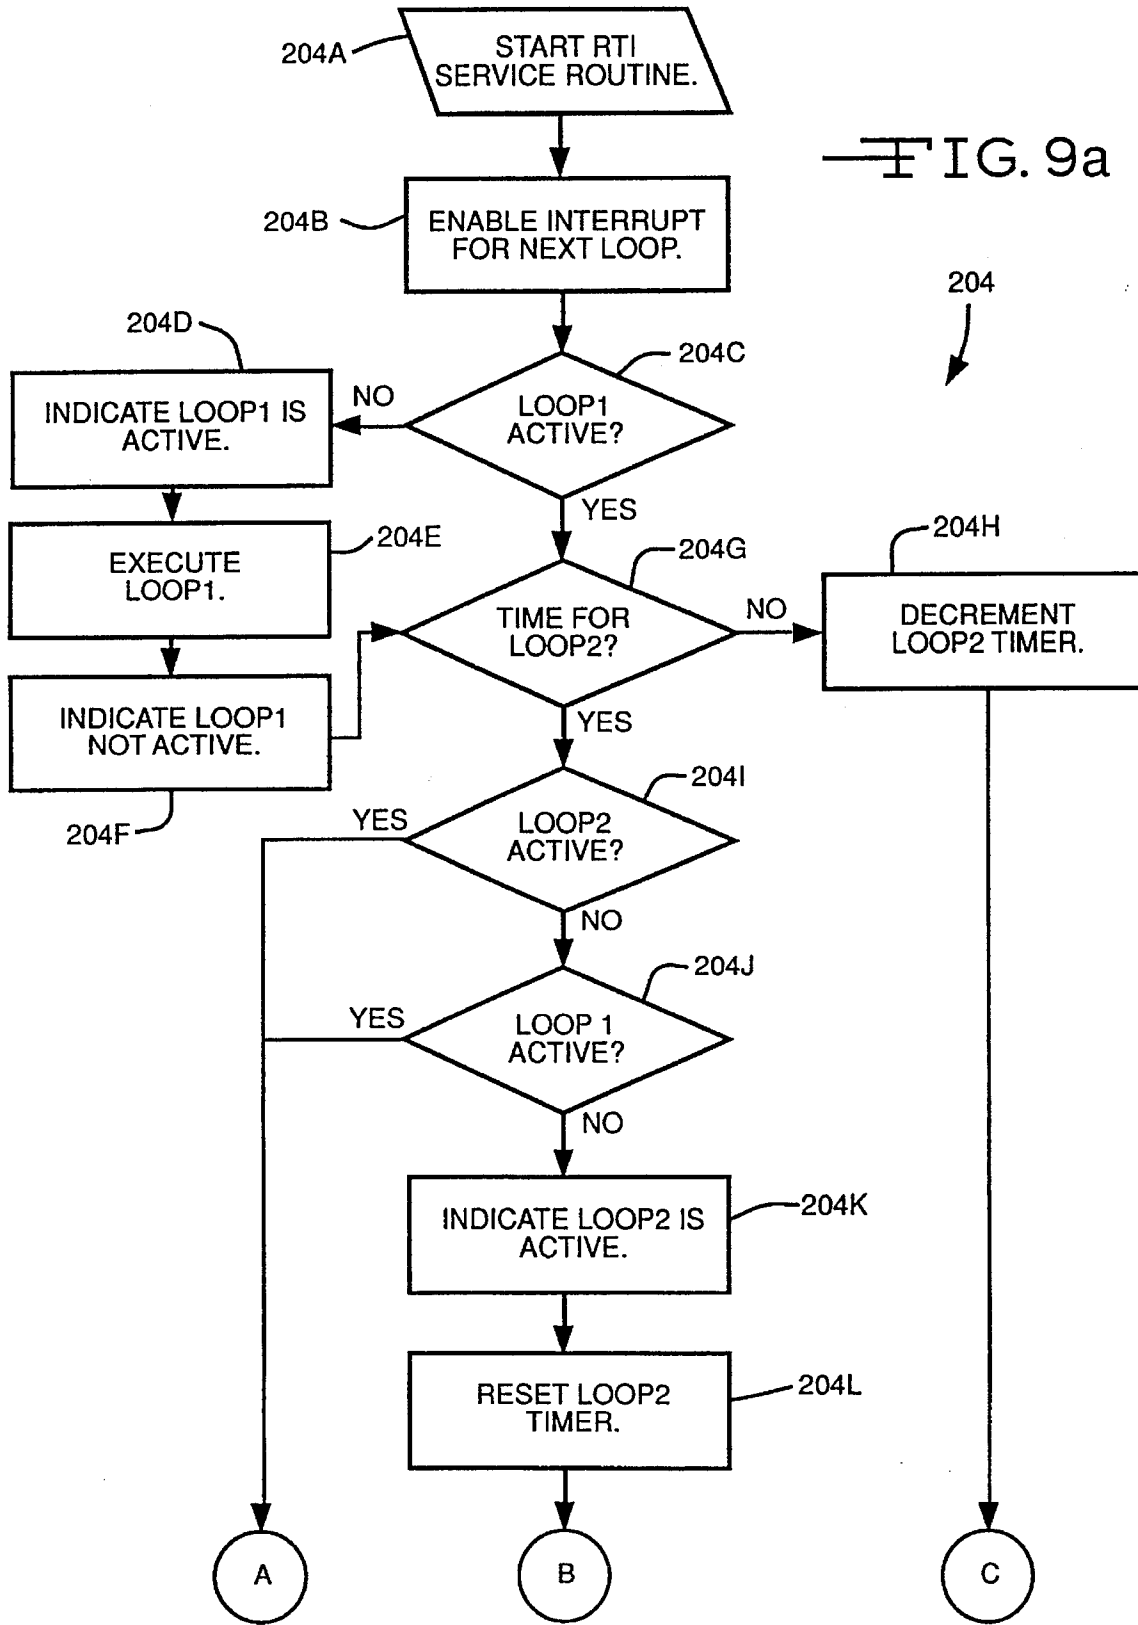 204A
START RTI
SERVICE ROUTINE.
FIG. 9a
204B
ENABLE INTERRUPT
FOR NEXT LOOP.
204
204D
204C
INDICATE LOOP1 IS
ACTIVE.
NO
LOOP1
ACTIVE?
YES
204E
EXECUTE
LOOP1.
204G
204H
TIME FOR
LOOP2?
NO
DECREMENT
LOOP2 TIMER.
INDICATE LOOP1
NOT ACTIVE.
YES
204F
204I
YES
LOOP2
ACTIVE?
NO
204J
YES
LOOP 1
ACTIVE?
NO
204K
INDICATE LOOP2 IS
ACTIVE.
204L
RESET LOOP2
TIMER.
A
B
C